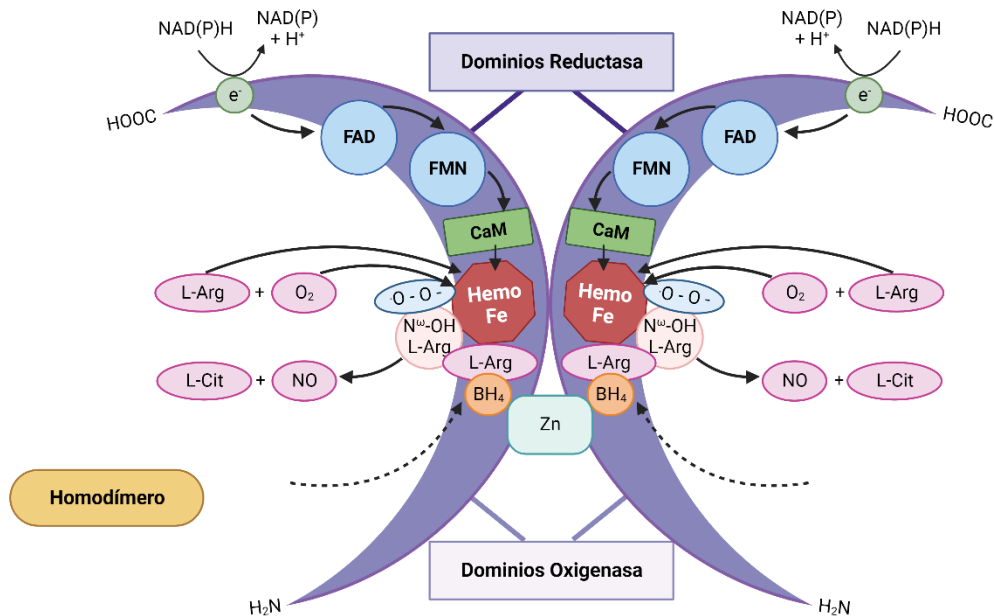 NAD(P)H
NAD(P)
+ H⁺
NAD(P)
+ H⁺
NAD(P)H
Dominios Reductasa
e⁻
e⁻
HOOC
HOOC
FAD
FAD
FMN
FMN
CaM
CaM
L-Arg + O₂
·O - O -
Hemo
Fe
Hemo
Fe
·O - O -
O₂ + L-Arg
Nω-OH
L-Arg
Nω-OH
L-Arg
L-Arg
L-Arg
L-Cit + NO
BH₄
BH₄
NO + L-Cit
Zn
Homodímero
Dominios Oxigenasa
H₂N
H₂N